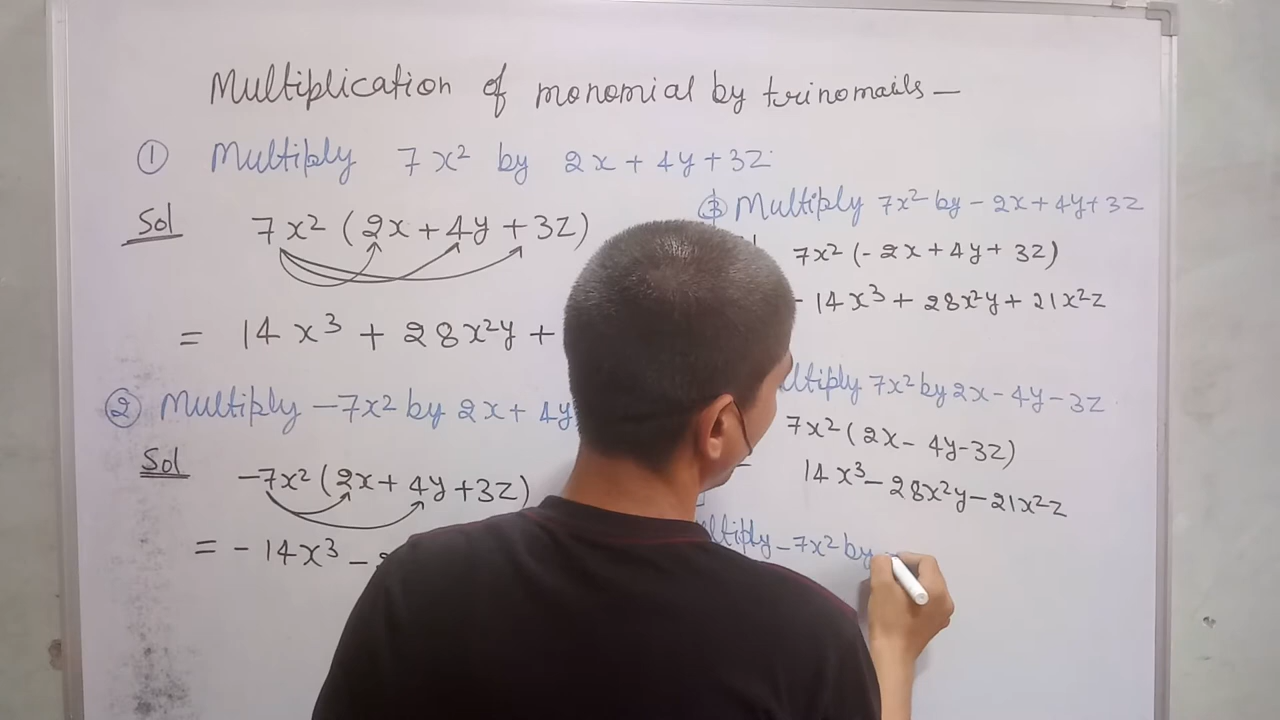 Multiplication of monomial by trinomails —
① Multiply 7x² by 2x + 4y + 3z
Sol 7x² (2x + 4y + 3z)
= 14x³ + 28x²y +
② Multiply -7x² by 2x + 4y
Sol -7x² (2x + 4y + 3z)
= - 14x³ -
③ Multiply 7x² by - 2x + 4y + 3z
7x² (- 2x + 4y + 3z)
- 14x³ + 28x²y + 21x²z
ltiply 7x² by 2x - 4y - 3z
7x² (2x - 4y - 3z)
14x³ - 28x²y - 21x²z
ltiply -7x² by